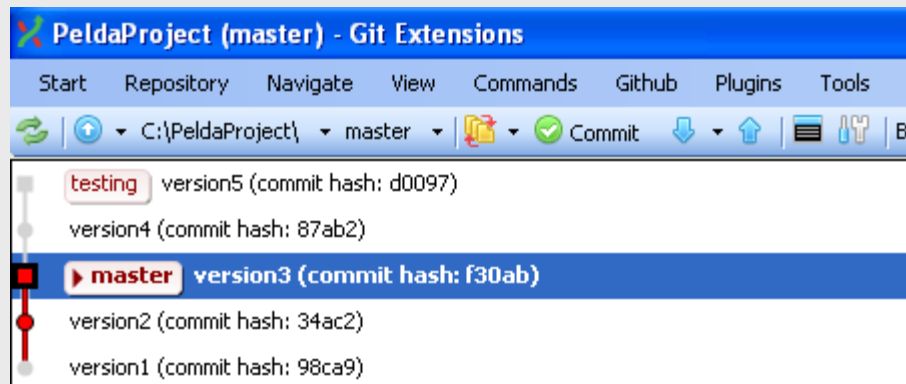 PeldaProject (master) - Git Extensions
Start Repository Navigate View Commands Github Plugins Tools
C:\PeldaProject\ master Commit B
testing version5 (commit hash: d0097)
version4 (commit hash: 87ab2)
master version3 (commit hash: f30ab)
version2 (commit hash: 34ac2)
version1 (commit hash: 98ca9)